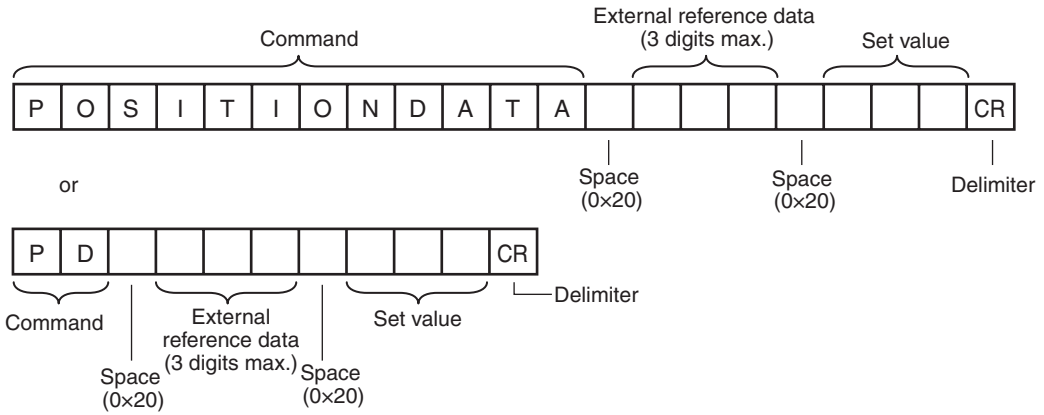 External reference data
(3 digits max.)
Command
Set value
P O S I T I O N D A T A CR
Space
(0×20)
Space
(0×20)
Delimiter
or
P D CR
Delimiter
Command
External
reference data
(3 digits max.)
Set value
Space
(0×20)
Space
(0×20)